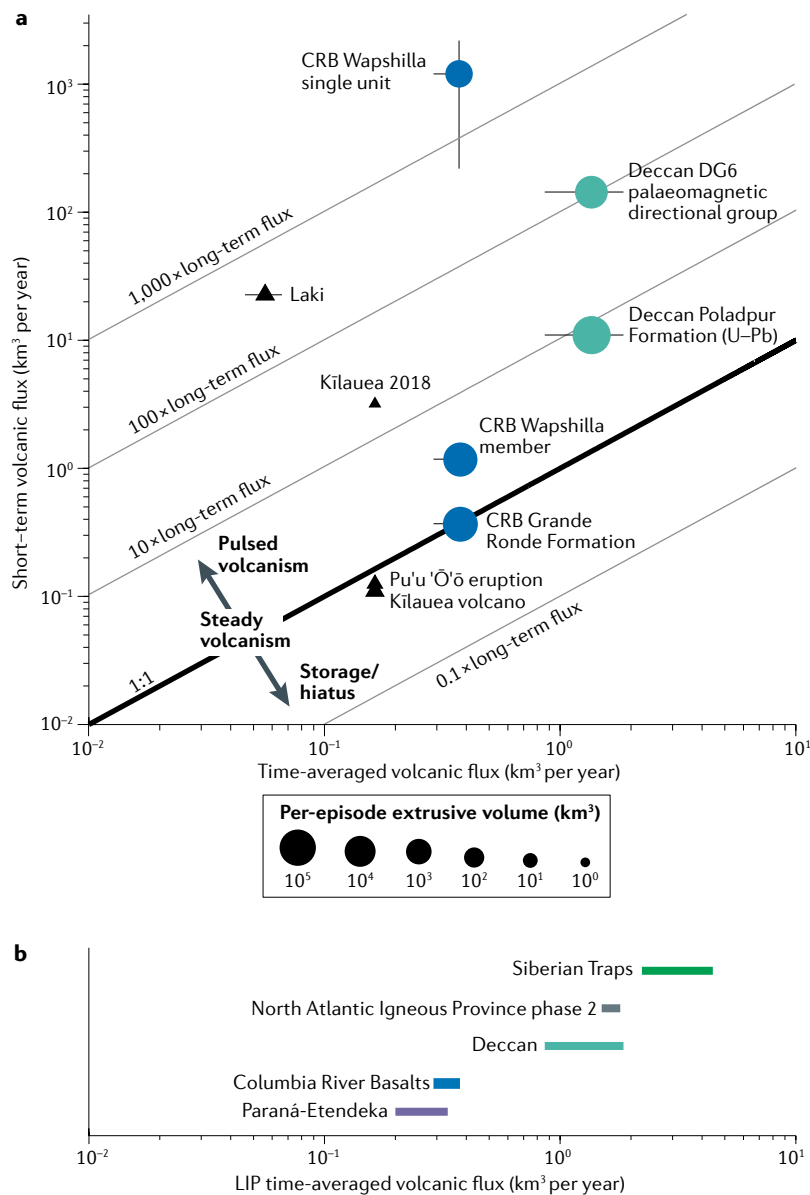 a
CRB Wapshilla
single unit
10³
Deccan DG6
palaeomagnetic
directional group
10²
1,000 × long-term flux
Laki
Deccan Poladpur
Formation (U–Pb)
10¹
Short–term volcanic flux (km³ per year)
100 × long-term flux
Kīlauea 2018
CRB Wapshilla
member
10⁰
10 × long-term flux
CRB Grande
Ronde Formation
Pulsed
volcanism
10⁻¹
Pu'u 'Ō'ō eruption
Kīlauea volcano
Steady
volcanism
0.1 × long-term flux
Storage/
hiatus
1:1
10⁻²
10⁻² 10⁻¹ 10⁰ 10¹
Time-averaged volcanic flux (km³ per year)
Per-episode extrusive volume (km³)
10⁵ 10⁴ 10³ 10² 10¹ 10⁰
b
Siberian Traps
North Atlantic Igneous Province phase 2
Deccan
Columbia River Basalts
Paraná-Etendeka
10⁻² 10⁻¹ 10⁰ 10¹
LIP time-averaged volcanic flux (km³ per year)